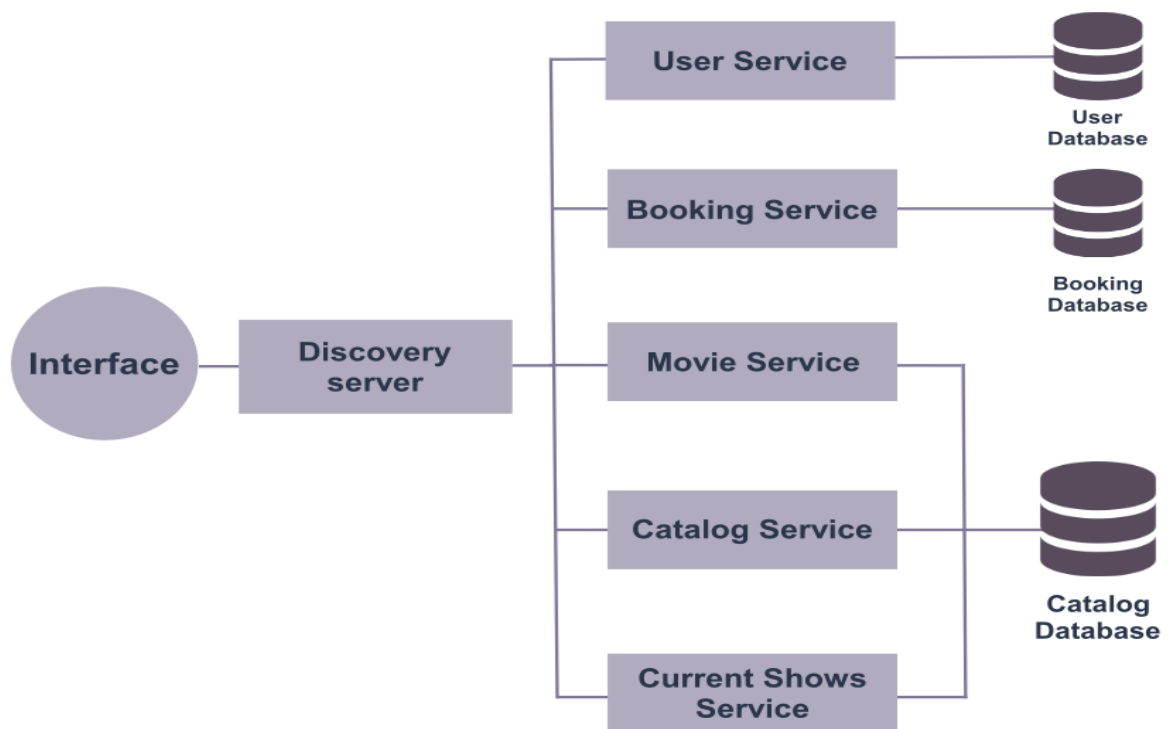 User Service
User
Database
Booking Service
Booking
Database
Interface
Discovery
server
Movie Service
Catalog Service
Catalog
Database
Current Shows
Service